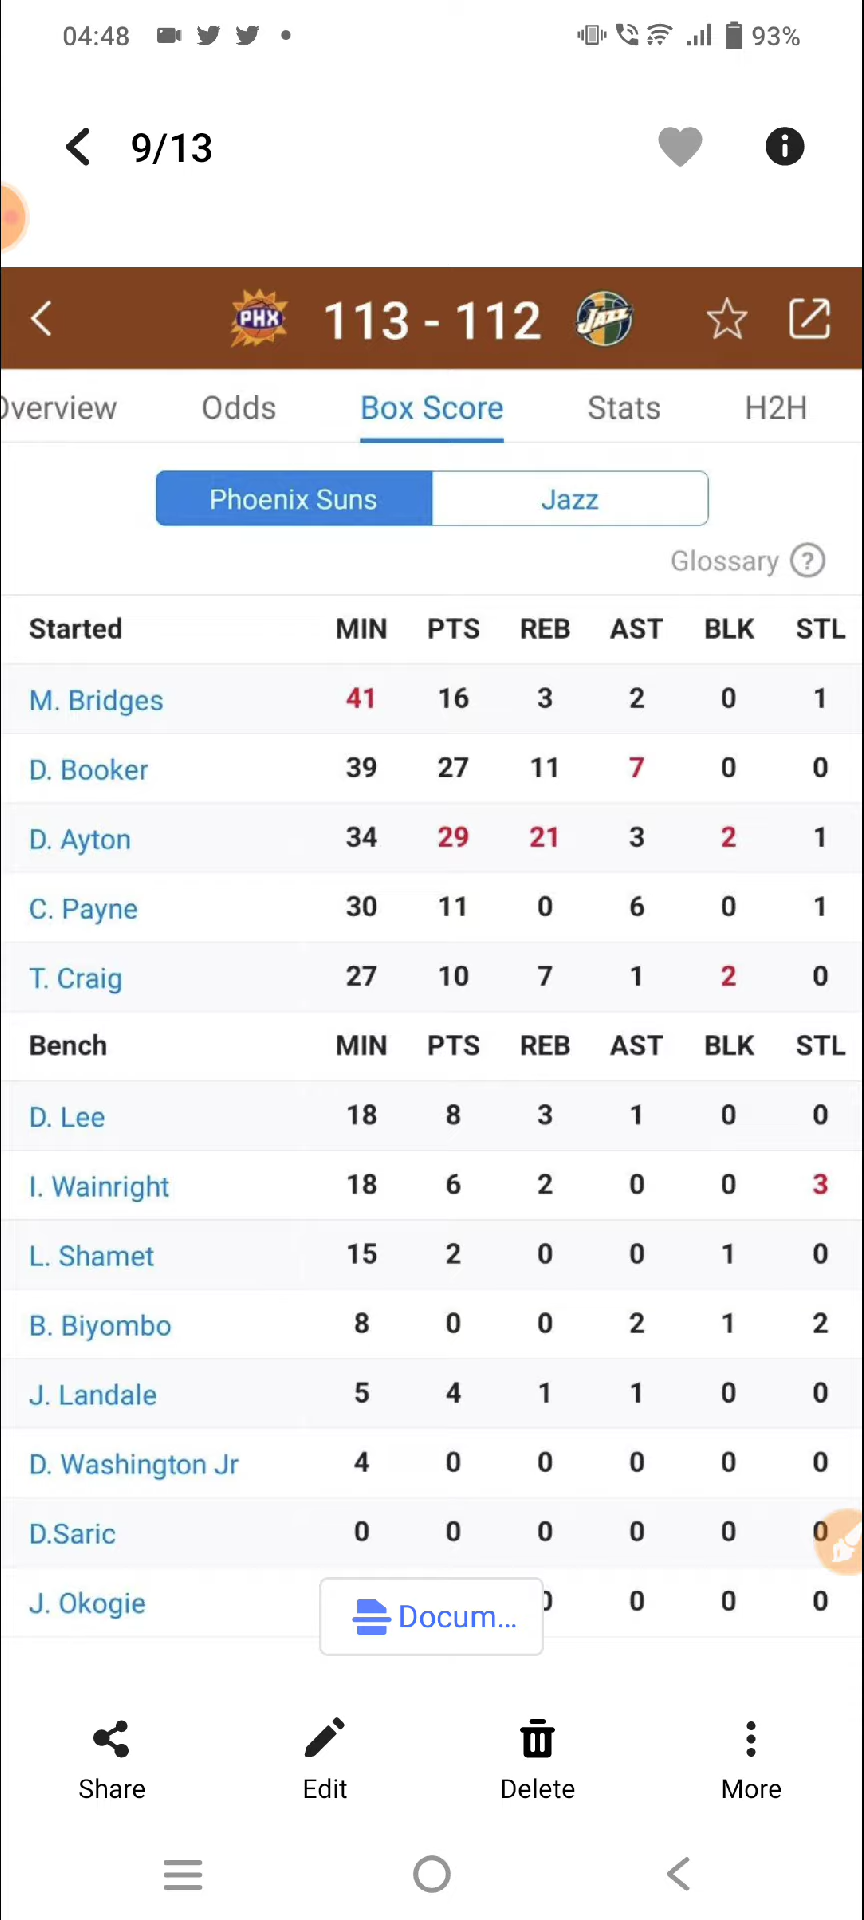 04:48 93%
9/13
PHX 113 - 112 JAZZ
Overview Odds Box Score Stats H2H
Phoenix Suns Jazz
Glossary ?
Started MIN PTS REB AST BLK STL
M. Bridges 41 16 3 2 0 1
D. Booker 39 27 11 7 0 0
D. Ayton 34 29 21 3 2 1
C. Payne 30 11 0 6 0 1
T. Craig 27 10 7 1 2 0
Bench MIN PTS REB AST BLK STL
D. Lee 18 8 3 1 0 0
I. Wainright 18 6 2 0 0 3
L. Shamet 15 2 0 0 1 0
B. Biyombo 8 0 0 2 1 2
J. Landale 5 4 1 1 0 0
D. Washington Jr 4 0 0 0 0 0
D.Saric 0 0 0 0 0 0
J. Okogie 0 0 0
Docum...
Share Edit Delete More